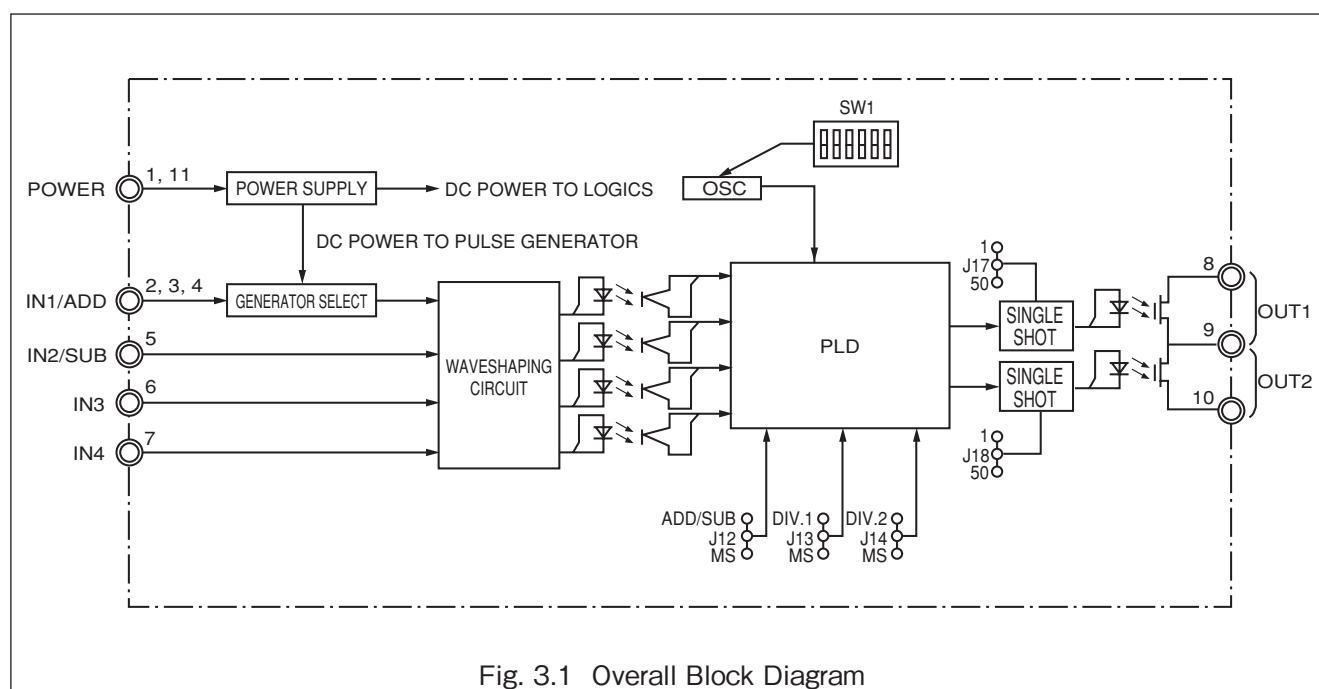 SW1
POWER
1, 11
POWER SUPPLY
DC POWER TO LOGICS
OSC
DC POWER TO PULSE GENERATOR
IN1/ADD
2, 3, 4
GENERATOR SELECT
IN2/SUB
5
IN3
6
IN4
7
WAVESHAPING
CIRCUIT
PLD
1
J17
50
SINGLE
SHOT
SINGLE
SHOT
1
J18
50
8
9
10
OUT1
OUT2
ADD/SUB
J12
MS
DIV.1
J13
MS
DIV.2
J14
MS
Fig. 3.1 Overall Block Diagram